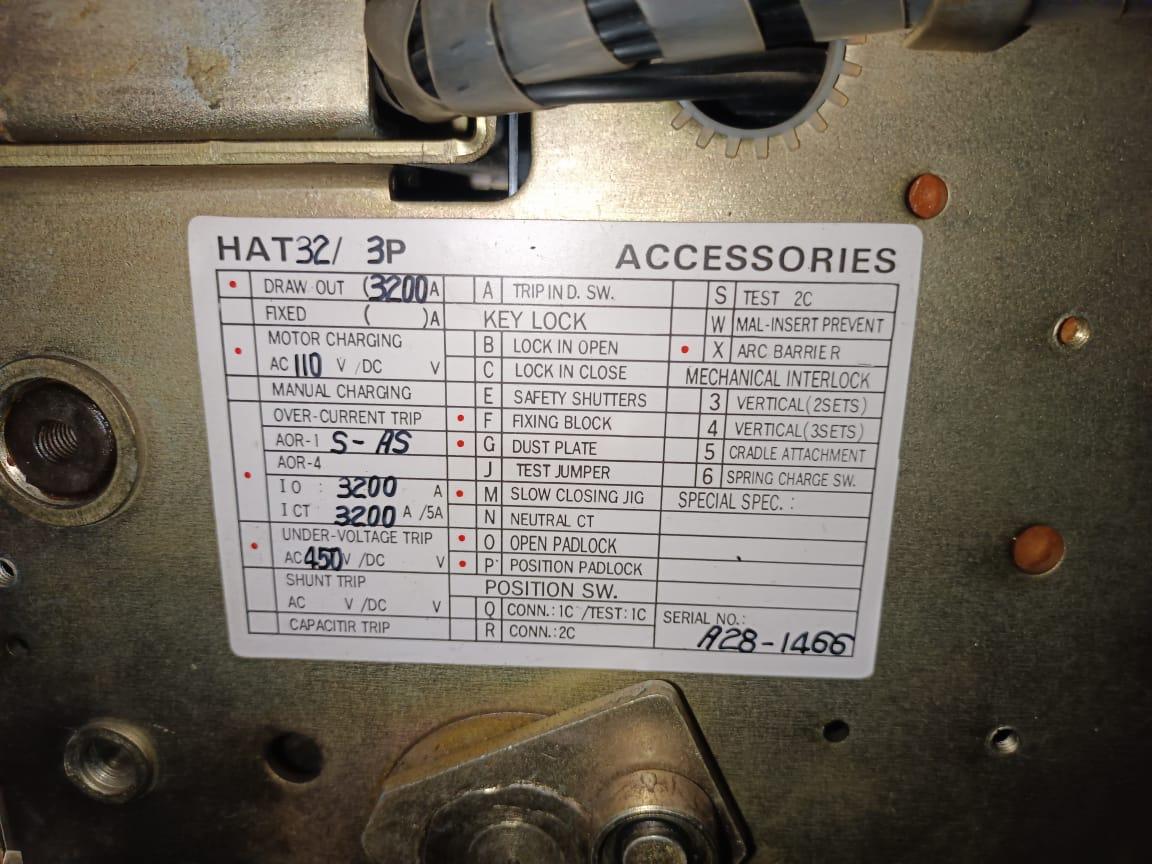 HAT32/ 3P ACCESSORIES
DRAW OUT (3200A
FIXED ( )A
MOTOR CHARGING
AC 110 V /DC V
MANUAL CHARGING
OVER-CURRENT TRIP
AOR-1 S-AS
AOR-4
IO : 3200 A
ICT : 3200 A /5A
UNDER-VOLTAGE TRIP
AC450V /DC V
SHUNT TRIP
AC V /DC V
CAPACITIR TRIP
A TRIP IND. SW.
KEY LOCK
B LOCK IN OPEN
C LOCK IN CLOSE
E SAFETY SHUTTERS
F FIXING BLOCK
G DUST PLATE
J TEST JUMPER
M SLOW CLOSING JIG
N NEUTRAL CT
O OPEN PADLOCK
P POSITION PADLOCK
POSITION SW.
Q CONN.:1C /TEST:1C
R CONN.:2C
S TEST 2C
W MAL-INSERT PREVENT
X ARC BARRIER
MECHANICAL INTERLOCK
3 VERTICAL(2SETS)
4 VERTICAL(3SETS)
5 CRADLE ATTACHMENT
6 SPRING CHARGE SW.
SPECIAL SPEC.:
SERIAL NO.:
A28-1466